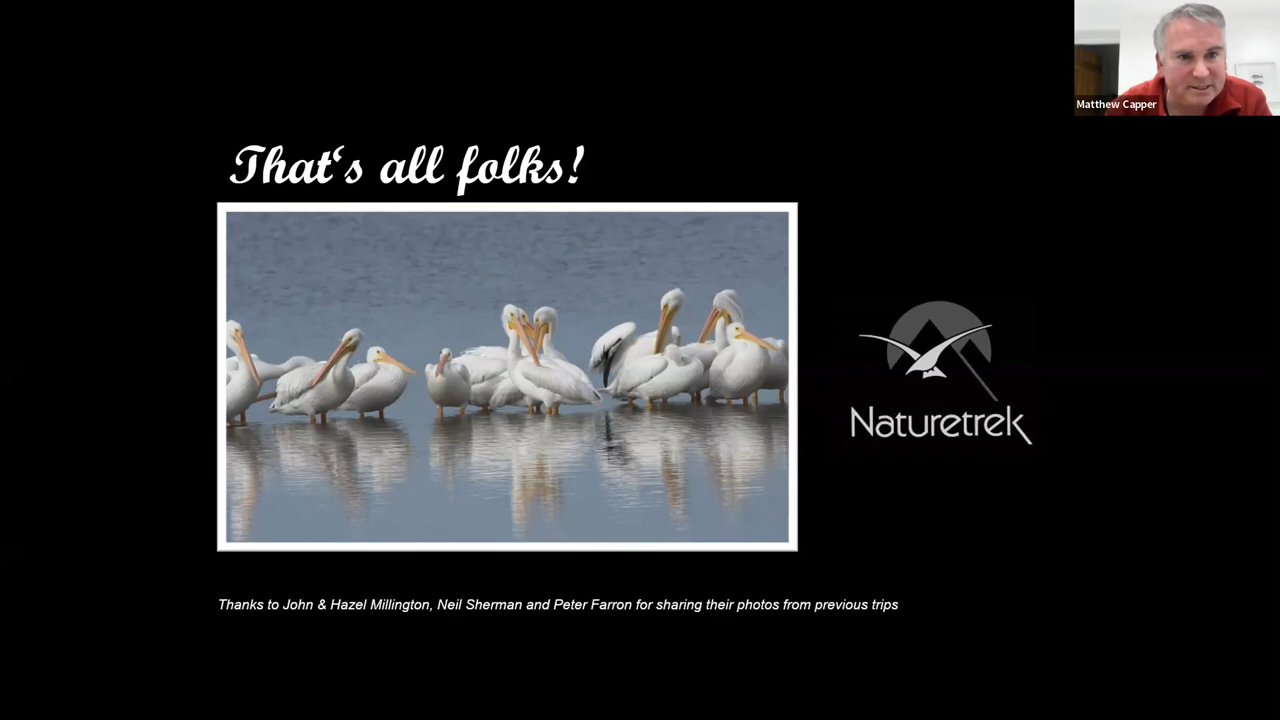 Matthew Capper
That‘s all folks!
Naturetrek
Thanks to John & Hazel Millington, Neil Sherman and Peter Farron for sharing their photos from previous trips